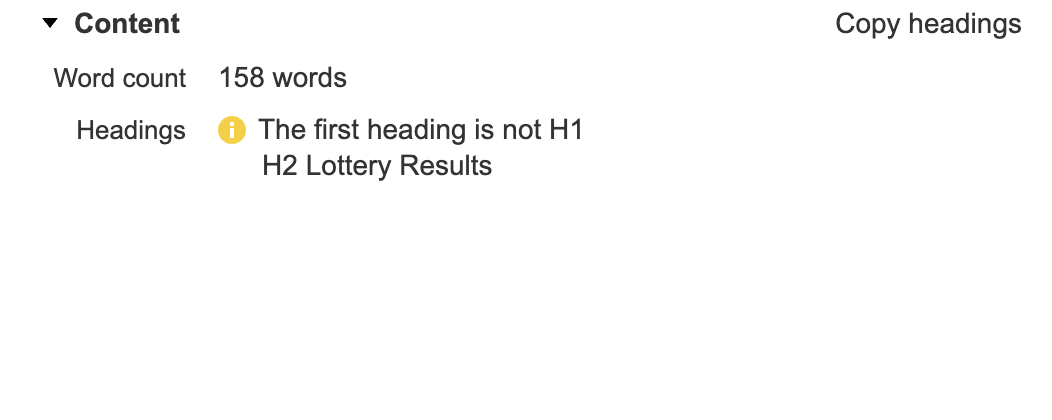 Content
Copy headings
Word count 158 words
Headings The first heading is not H1
H2 Lottery Results